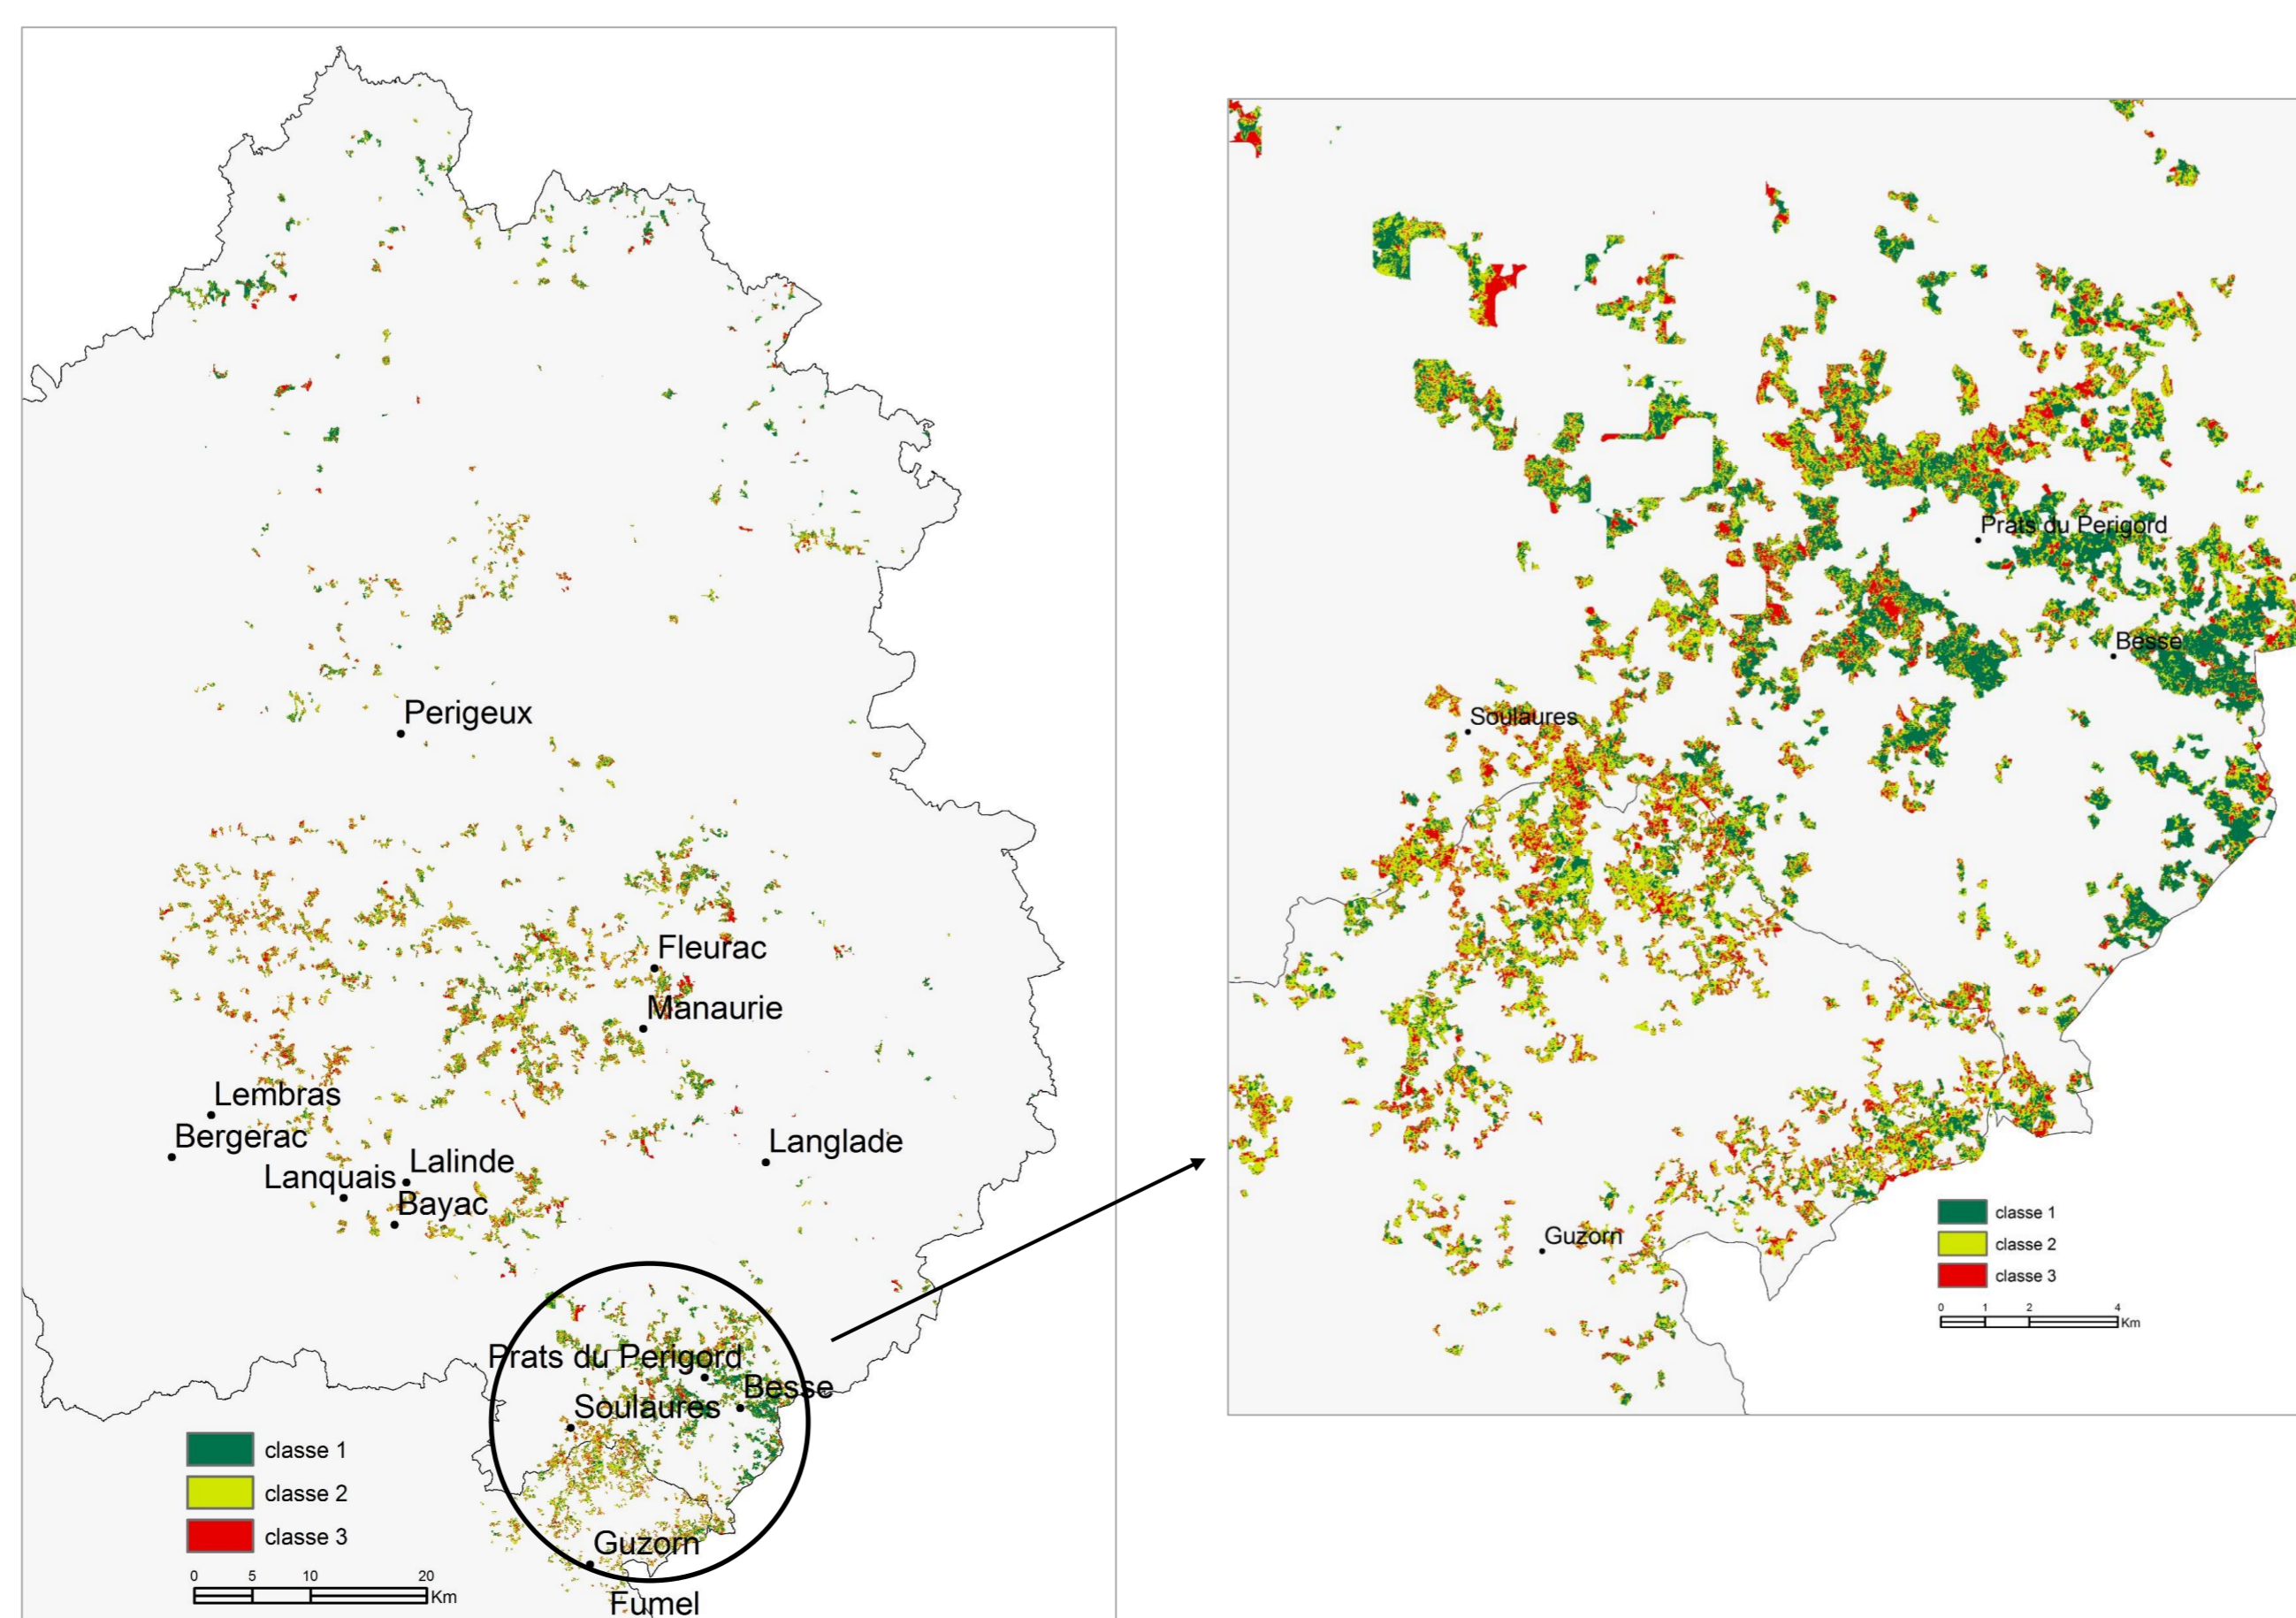 Perigeux
Fleurac
Manaurie
Lembras
Bergerac
Langlade
Lalinde
Lanquais
Bayac
Prats du Perigord
Besse
Soulaures
Guzorn
Fumel
classe 1
classe 2
classe 3
0 5 10 20
Km
Prats du Perigord
Besse
Soulaures
Guzorn
classe 1
classe 2
classe 3
0 1 2 4
Km